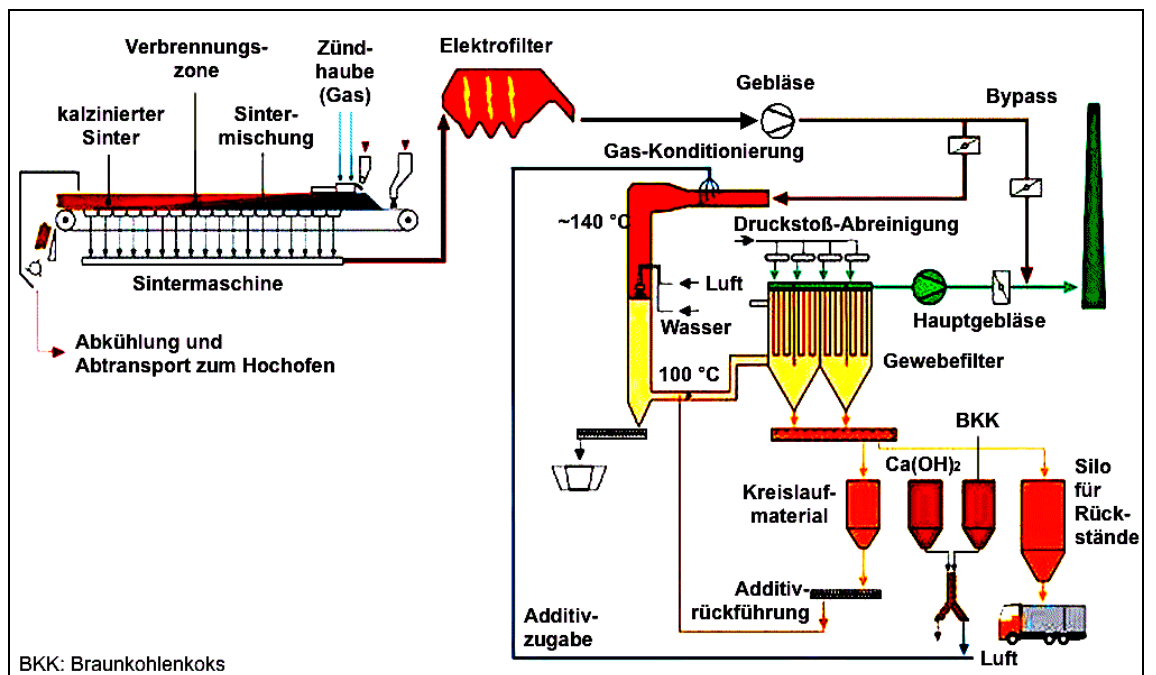 Verbrennungs-
zone
Zünd-
haube
(Gas)
Elektrofilter
Gebläse
Bypass
kalzinierter
Sinter
Sinter-
mischung
Gas-Konditionierung
~140 °C
Druckstoß-Abreinigung
Sintermaschine
Luft
Wasser
Hauptgebläse
Abkühlung und
Abtransport zum Hochofen
100 °C
Gewebefilter
BKK
Ca(OH)2
Silo
für
Rück-
stände
Kreislauf-
material
Additiv-
rückführung
Additiv-
zugabe
Luft
BKK: Braunkohlenkoks